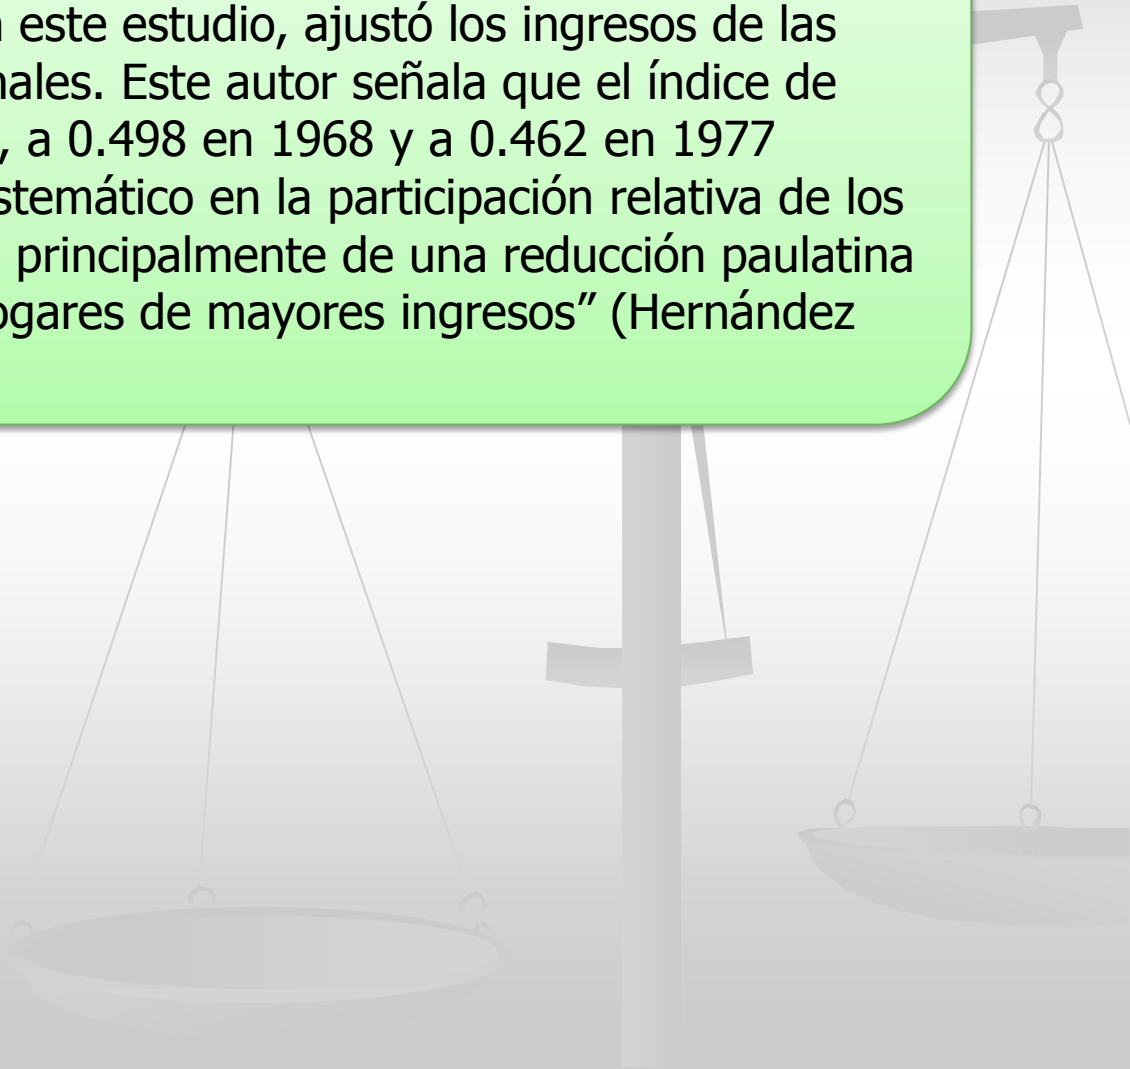 este estudio, ajustó los ingresos de las
nales. Este autor señala que el índice de
, a 0.498 en 1968 y a 0.462 en 1977
stemático en la participación relativa de los
principalmente de una reducción paulatina
ogares de mayores ingresos” (Hernández